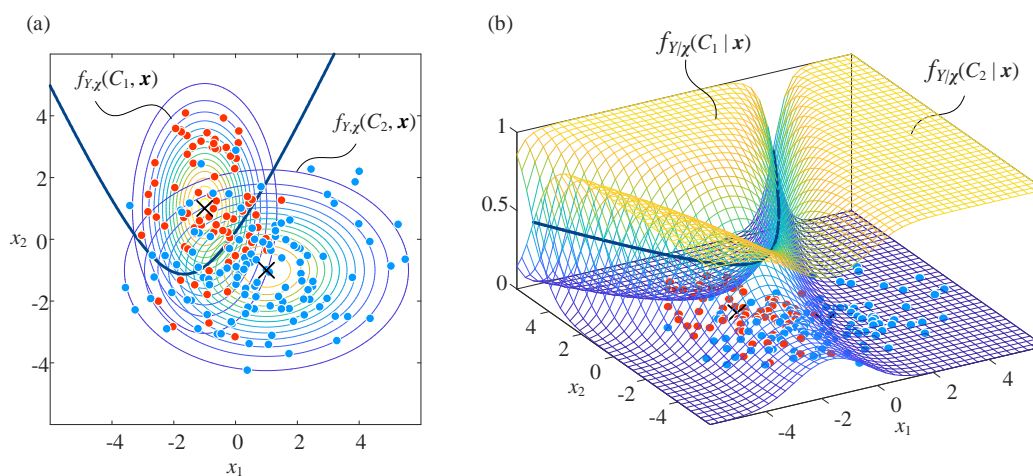 (a)
f_{Y,χ}(C_1, x)
f_{Y,χ}(C_2, x)
4
2
0
-2
-4
x_2
-4
-2
0
2
4
x_1
(b)
f_{Y|χ}(C_1 | x)
f_{Y|χ}(C_2 | x)
1
0.5
0
4
2
0
-2
-4
x_2
-4
-2
0
2
4
x_1